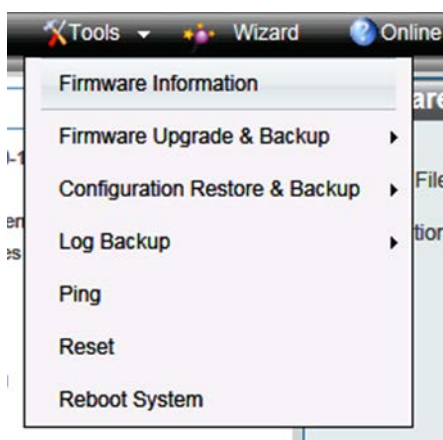 Tools Wizard Online
Firmware Information
Firmware Upgrade & Backup
Configuration Restore & Backup
Log Backup
Ping
Reset
Reboot System
are
File
tion